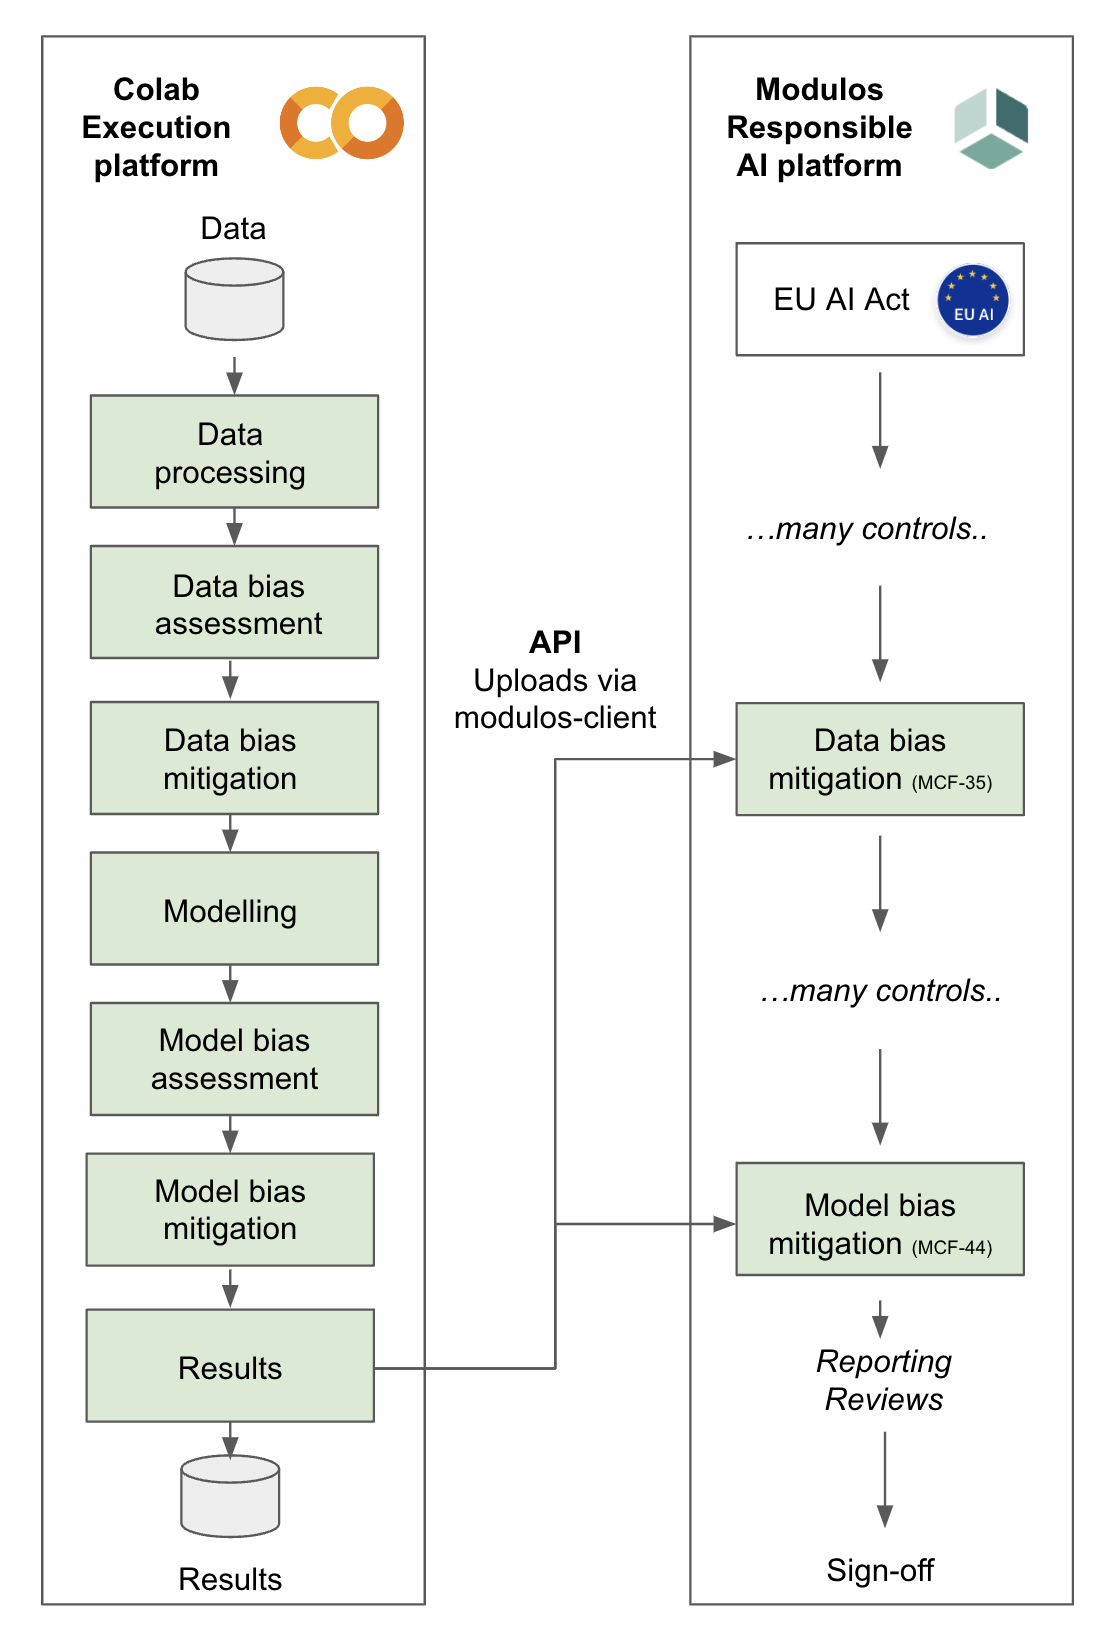 Colab
Execution
platform
Data
Data
processing
Data bias
assessment
Data bias
mitigation
Modelling
Model bias
assessment
Model bias
mitigation
Results
Results
API
Uploads via
modulos-client
Modulos
Responsible
AI platform
EU AI Act
EU AI
…many controls..
Data bias
mitigation (MCF-35)
…many controls..
Model bias
mitigation (MCF-44)
Reporting
Reviews
Sign-off